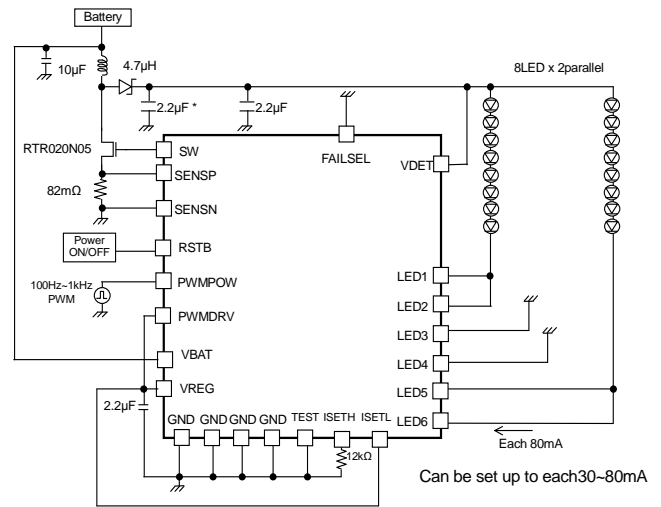 Battery
10μF
4.7μH
8LED x 2parallel
2.2μF *
2.2μF
RTR020N05
SW
FAILSEL
VDET
SENSP
82mΩ
SENSN
Power
ON/OFF
RSTB
LED1
100Hz~1kHz
PWM
PWMPOW
LED2
PWMDRV
LED3
VBAT
LED4
VREG
LED5
2.2μF
GND
GND
GND
GND
TEST
ISETH
ISETL
LED6
Each 80mA
12kΩ
Can be set up to each30~80mA